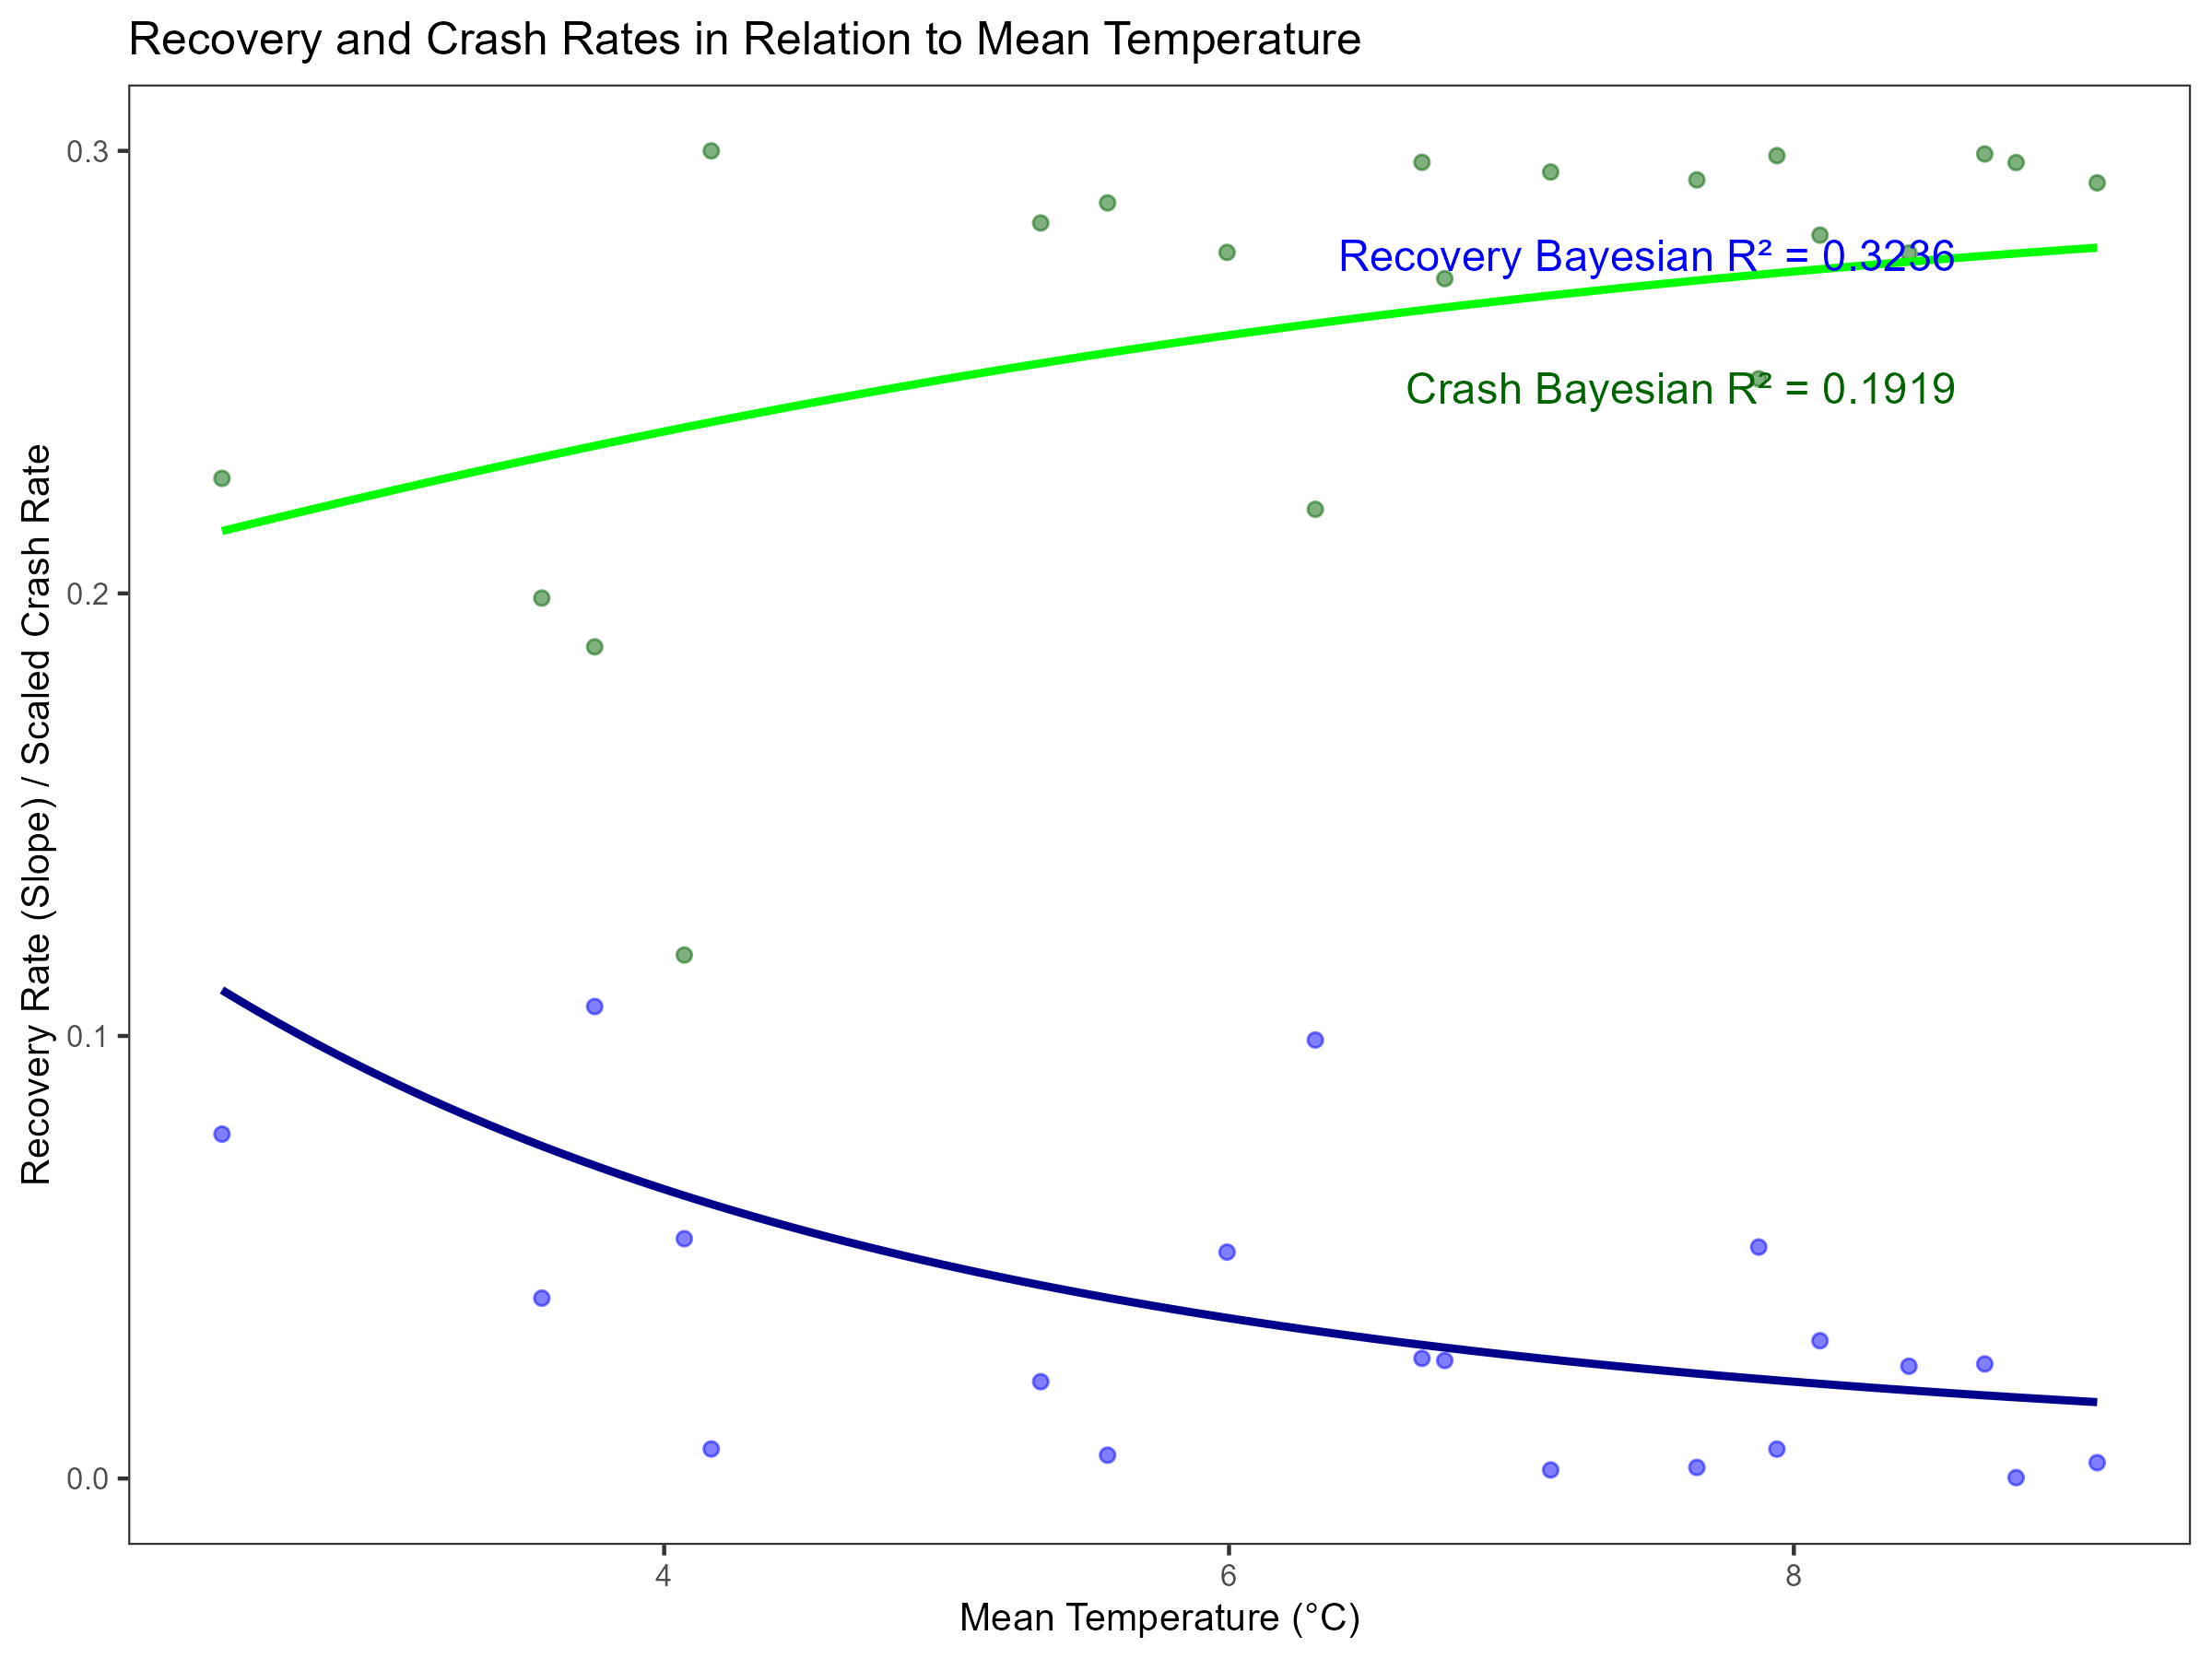 Recovery and Crash Rates in Relation to Mean Temperature
Recovery Rate (Slope) / Scaled Crash Rate
0.3
0.2
0.1
0.0
Recovery Bayesian R² = 0.3236
Crash Bayesian R² = 0.1919
4
6
8
Mean Temperature (°C)